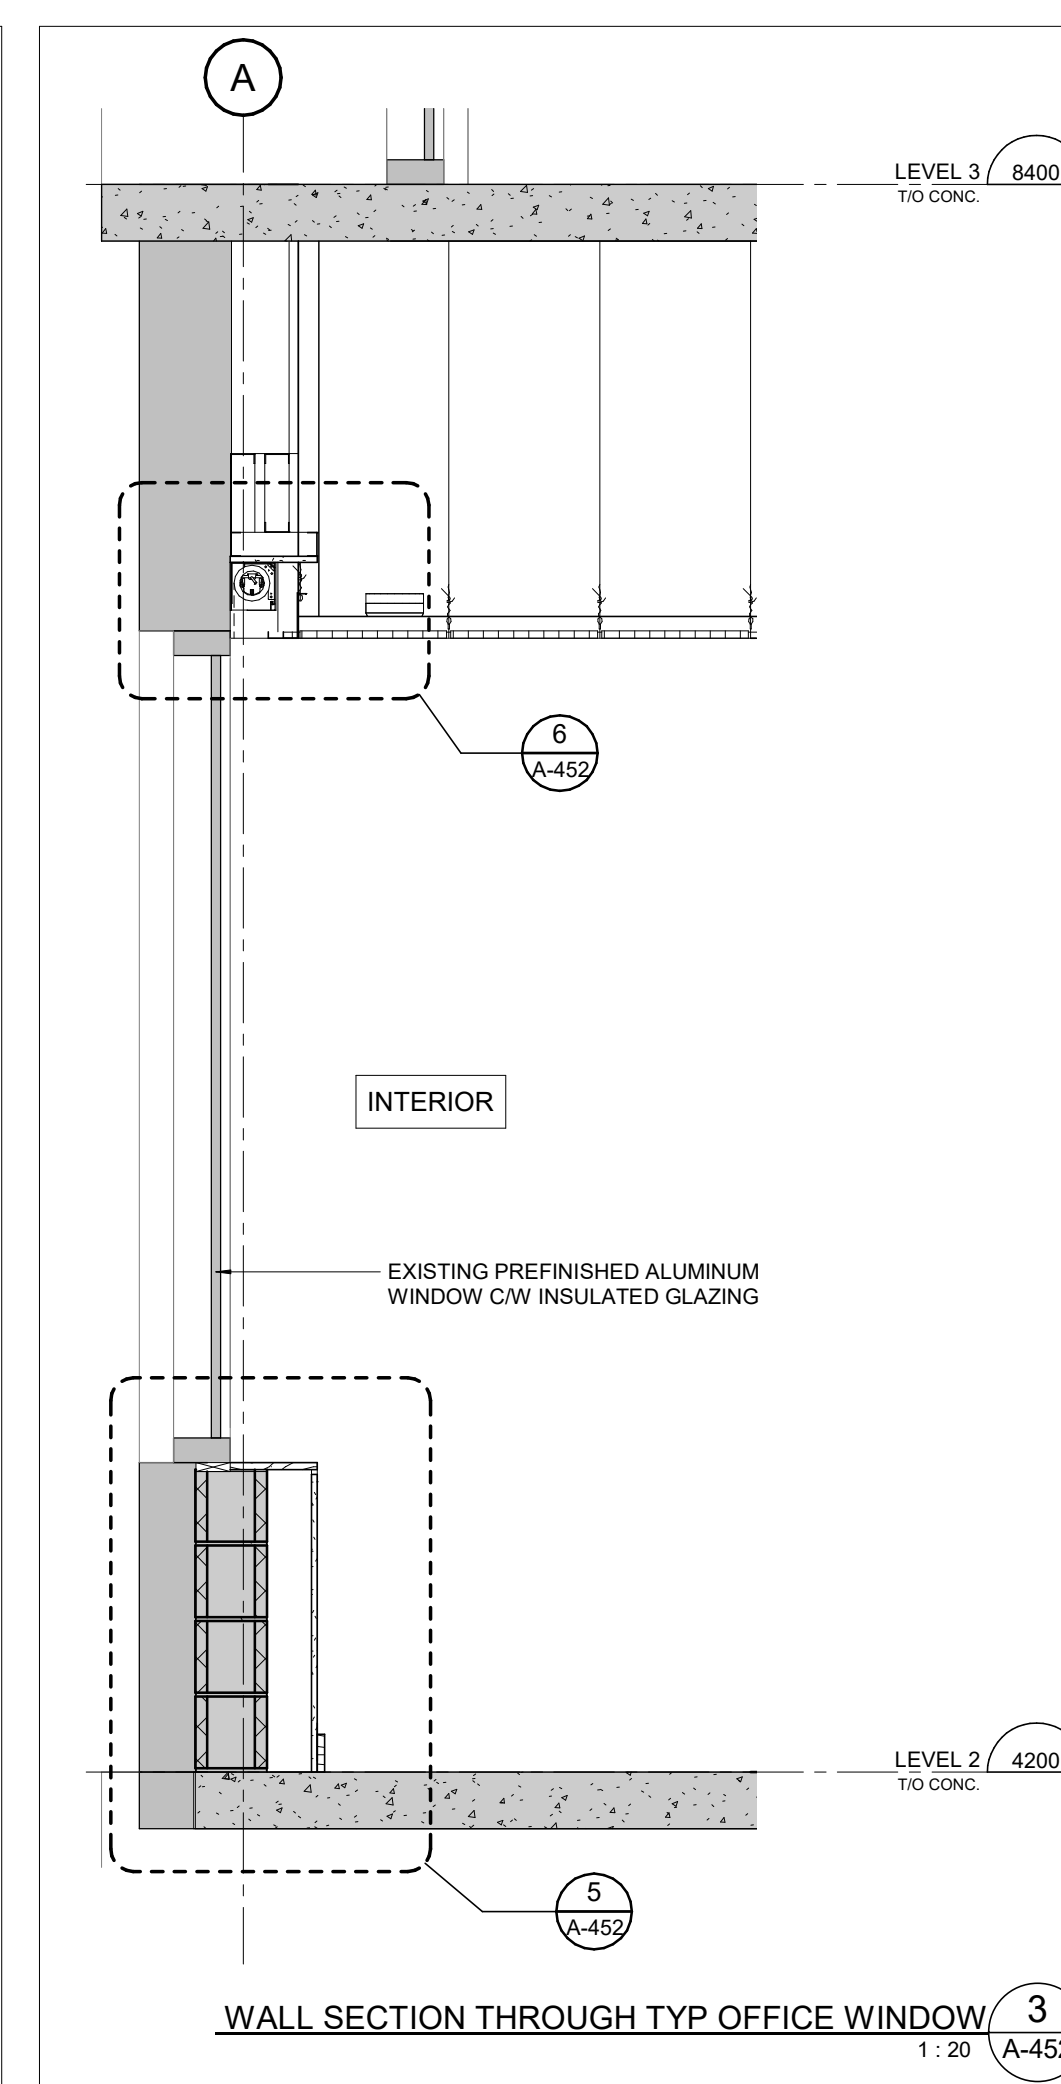 A
LEVEL 3 8400
T/O CONC.
6
A-452
INTERIOR
EXISTING PREFINISHED ALUMINUM
WINDOW C/W INSULATED GLAZING
LEVEL 2 4200
T/O CONC.
5
A-452
WALL SECTION THROUGH TYP OFFICE WINDOW 3
1 : 20 A-452